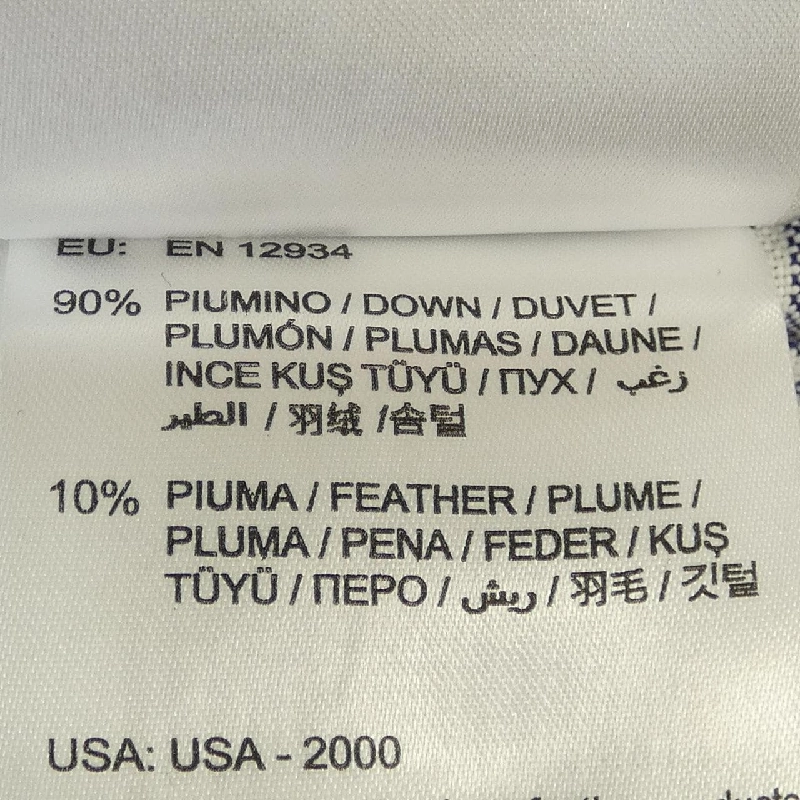 EU: EN 12934
90% PIUMINO / DOWN / DUVET /
PLUMÓN / PLUMAS / DAUNE /
INCE KUŞ TÜYÜ / ПУХ / زغب
الطير / 羽绒 /솜털
10% PIUMA / FEATHER / PLUME /
PLUMA / PENA / FEDER / KUŞ
TÜYÜ / ПЕРО / ريش / 羽毛 / 깃털
USA: USA - 2000